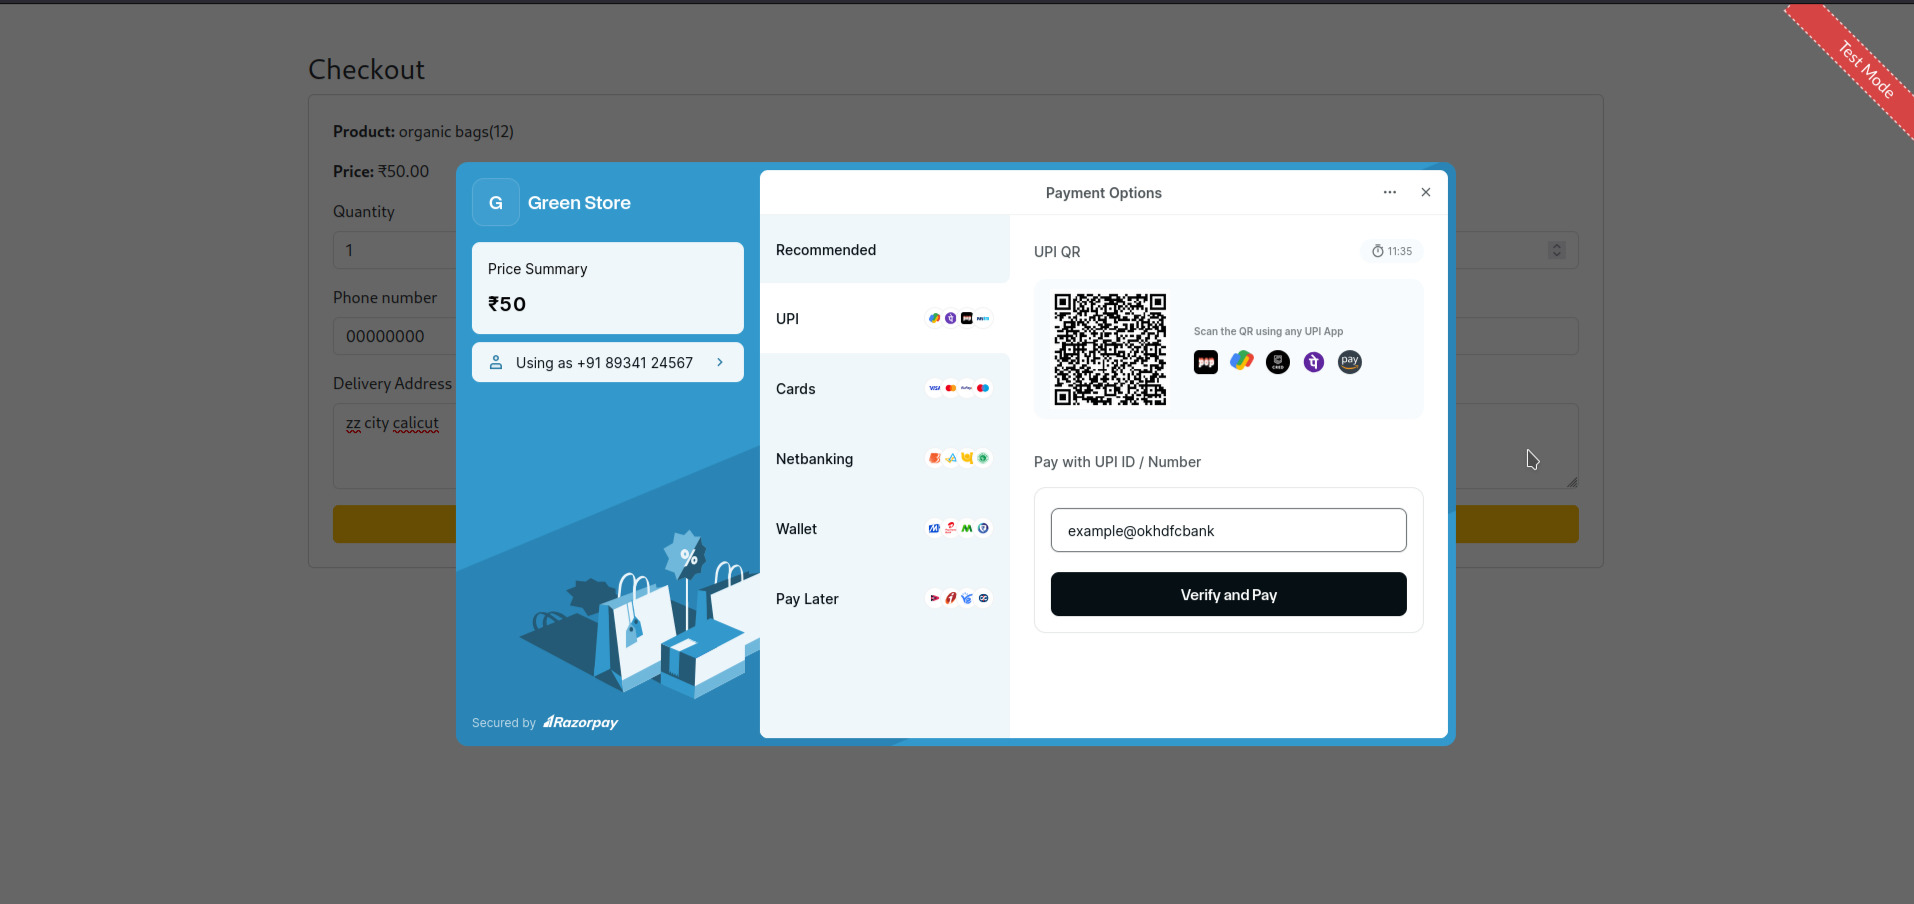 Test Mode
Checkout
Product: organic bags(12)
Price: ₹50.00
Quantity
1
Phone number
00000000
Delivery Address
zz city calicut
G Green Store
Price Summary
₹50
Using as +91 89341 24567
%
Secured by Razorpay
Payment Options
Recommended
UPI
Cards
VISA
Netbanking
Wallet
Pay Later
UPI QR
11:35
Scan the QR using any UPI App
pop
CRED
pay
Pay with UPI ID / Number
example@okhdfcbank
Verify and Pay